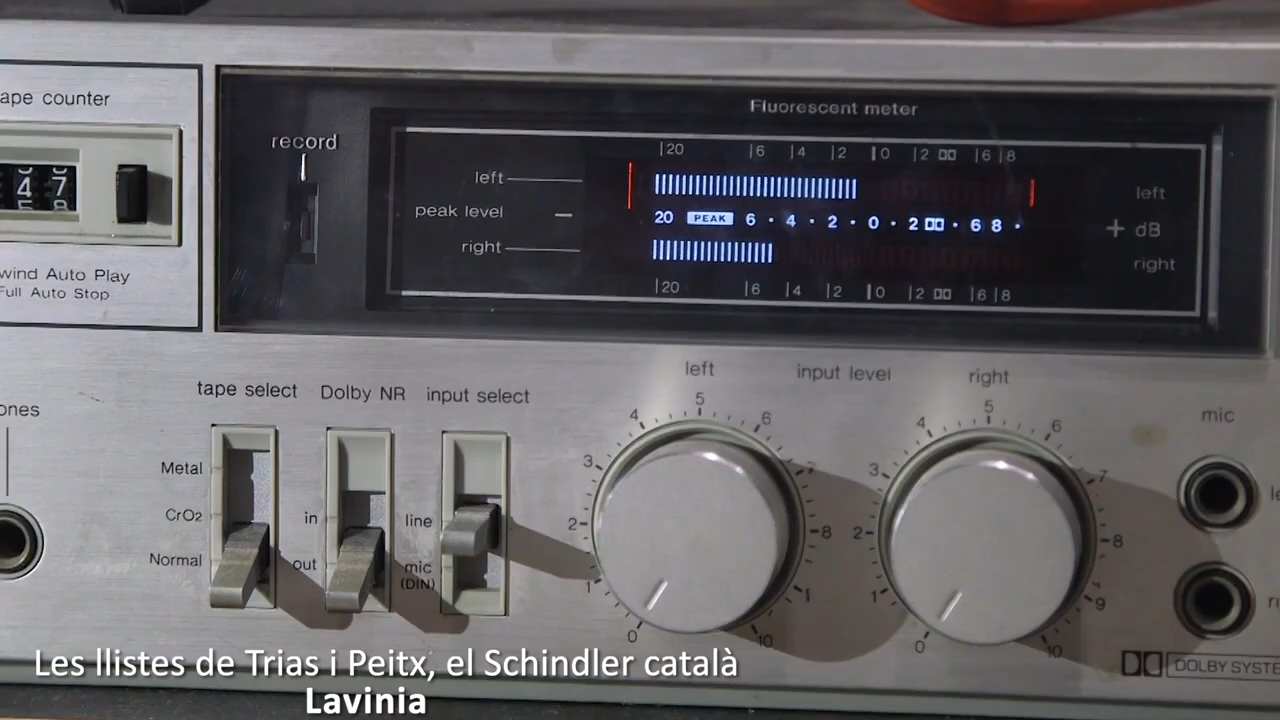 ape counter
4 7
5 8
wind Auto Play
Full Auto Stop
record
Fluorescent meter
20 6 4 2 0 2 6 8
left
left
peak level
20 PEAK 6 · 4 · 2 · 0 · 2 · 6 8 ·
+ dB
right
right
20 6 4 2 0 2 6 8
tape select
Dolby NR
input select
left
input level
right
mic
ones
Metal
CrO2
Normal
in
out
line
mic
(DIN)
0 1 2 3 4 5 6 7 8 10
0 1 2 3 4 5 6 7 8 9 10
le
ri
DOLBY SYSTE
Les llistes de Trias i Peitx, el Schindler català
Lavinia